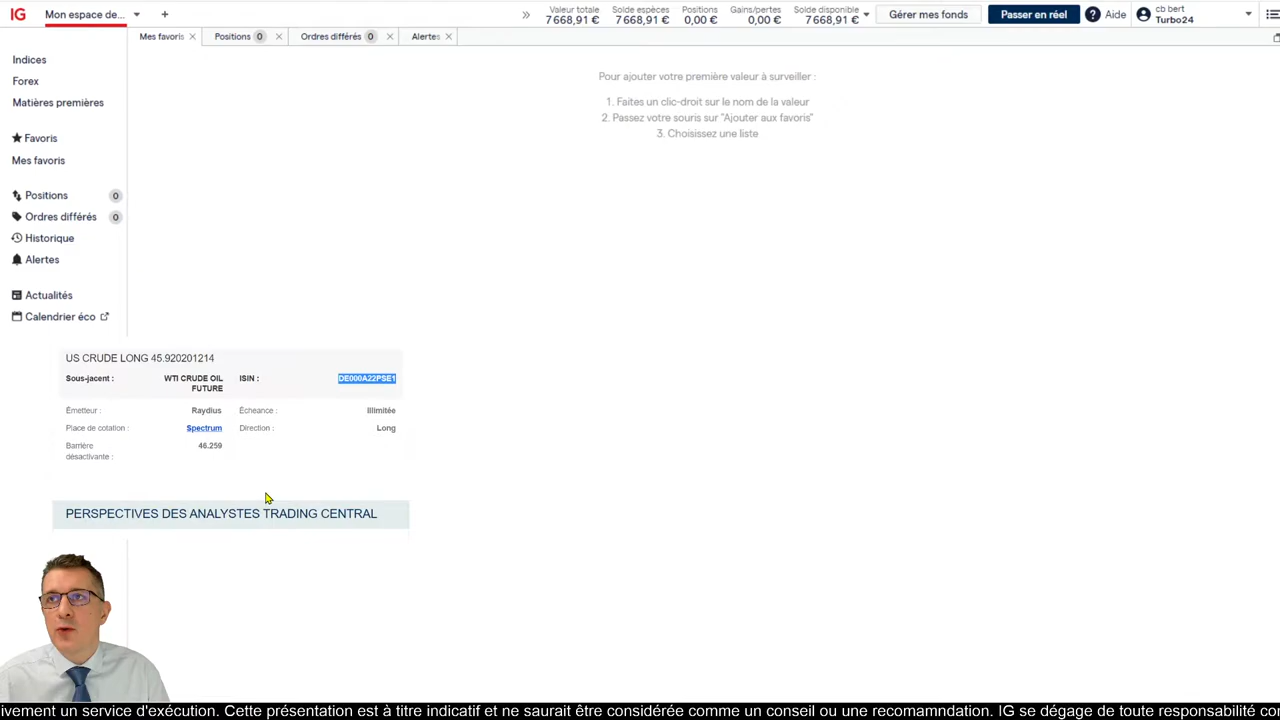 IG
Mon espace de...
»
Valeur totale
7 668,91 €
Solde espèces
7 668,91 €
Positions
0,00 €
Gains/pertes
0,00 €
Solde disponible
7 668,91 €
Gérer mes fonds
Passer en réel
? Aide
cb bert
Turbo24
Mes favoris
Positions 0
Ordres différés 0
Alertes
Indices
Forex
Matières premières
Favoris
Mes favoris
Positions 0
Ordres différés 0
Historique
Alertes
Actualités
Calendrier éco
Pour ajouter votre première valeur à surveiller :
1. Faites un clic-droit sur le nom de la valeur
2. Passez votre souris sur "Ajouter aux favoris"
3. Choisissez une liste
US CRUDE LONG 45.920201214
Sous-jacent : WTI CRUDE OIL FUTURE ISIN : DE000A22PSE1
Émetteur : Raydius Échéance : Illimitée
Place de cotation : Spectrum Direction : Long
Barrière désactivante : 46.259
PERSPECTIVES DES ANALYSTES TRADING CENTRAL
ivement un service d'exécution. Cette présentation est à titre indicatif et ne saurait être considérée comme un conseil ou une recomamndation. IG se dégage de toute responsabilité co